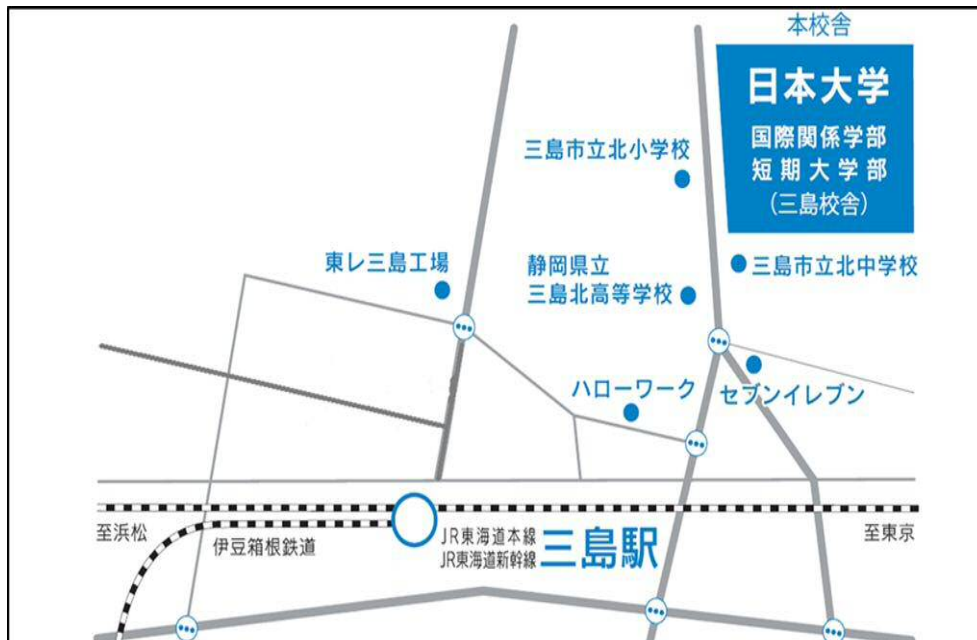 本校舎
日本大学
国際関係学部
短期大学部
（三島校舎）
三島市立北小学校
東レ三島工場
静岡県立
三島北高等学校
三島市立北中学校
ハローワーク
セブンイレブン
至浜松
伊豆箱根鉄道
JR東海道本線
JR東海道新幹線
三島駅
至東京